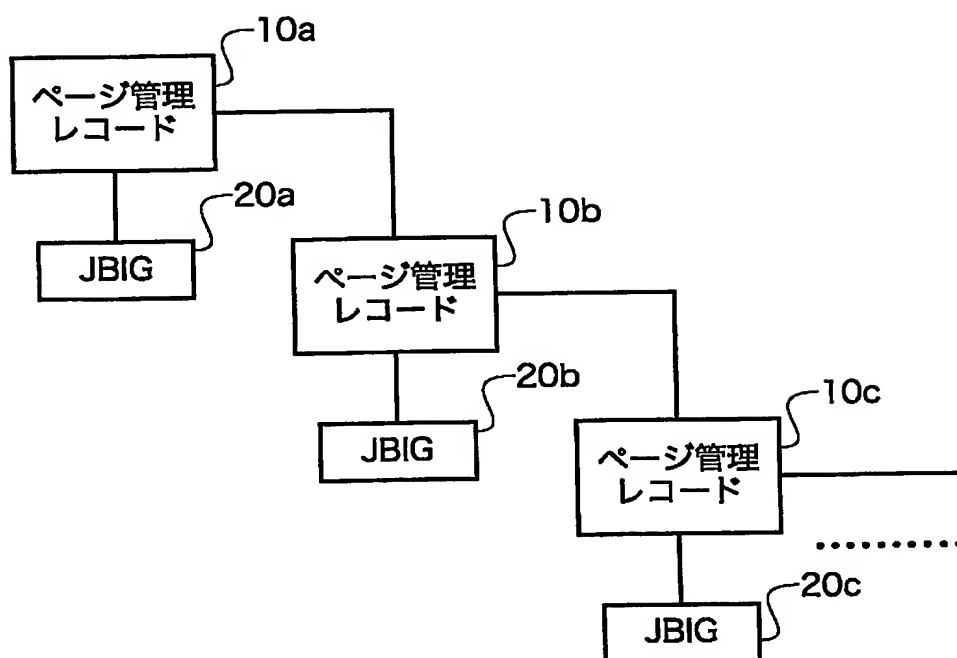 10a
ページ管理
レコード
20a
JBIG
10b
ページ管理
レコード
20b
JBIG
10c
ページ管理
レコード
20c
JBIG